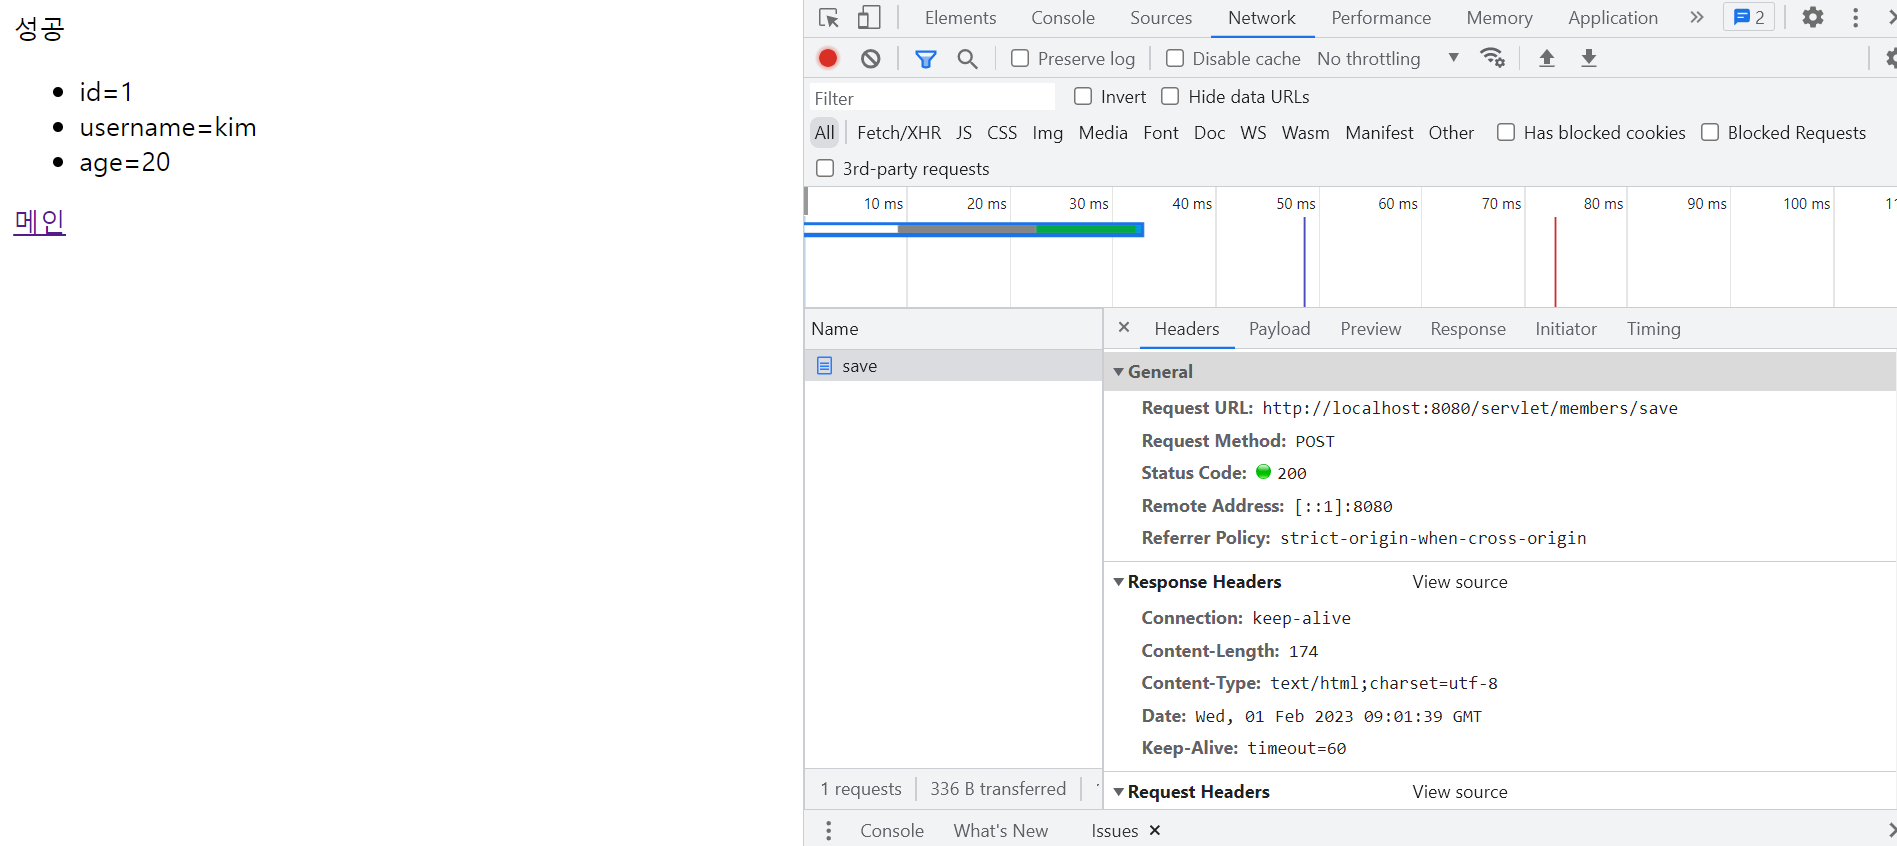 성공
id=1
username=kim
age=20
메인
Elements Console Sources Network Performance Memory Application 2
Preserve log Disable cache No throttling
Filter Invert Hide data URLs
All Fetch/XHR JS CSS Img Media Font Doc WS Wasm Manifest Other Has blocked cookies Blocked Requests
3rd-party requests
10 ms 20 ms 30 ms 40 ms 50 ms 60 ms 70 ms 80 ms 90 ms 100 ms
Name
save
1 requests 336 B transferred
Headers Payload Preview Response Initiator Timing
General
Request URL: http://localhost:8080/servlet/members/save
Request Method: POST
Status Code: 200
Remote Address: [::1]:8080
Referrer Policy: strict-origin-when-cross-origin
Response Headers View source
Connection: keep-alive
Content-Length: 174
Content-Type: text/html;charset=utf-8
Date: Wed, 01 Feb 2023 09:01:39 GMT
Keep-Alive: timeout=60
Request Headers View source
Console What's New Issues